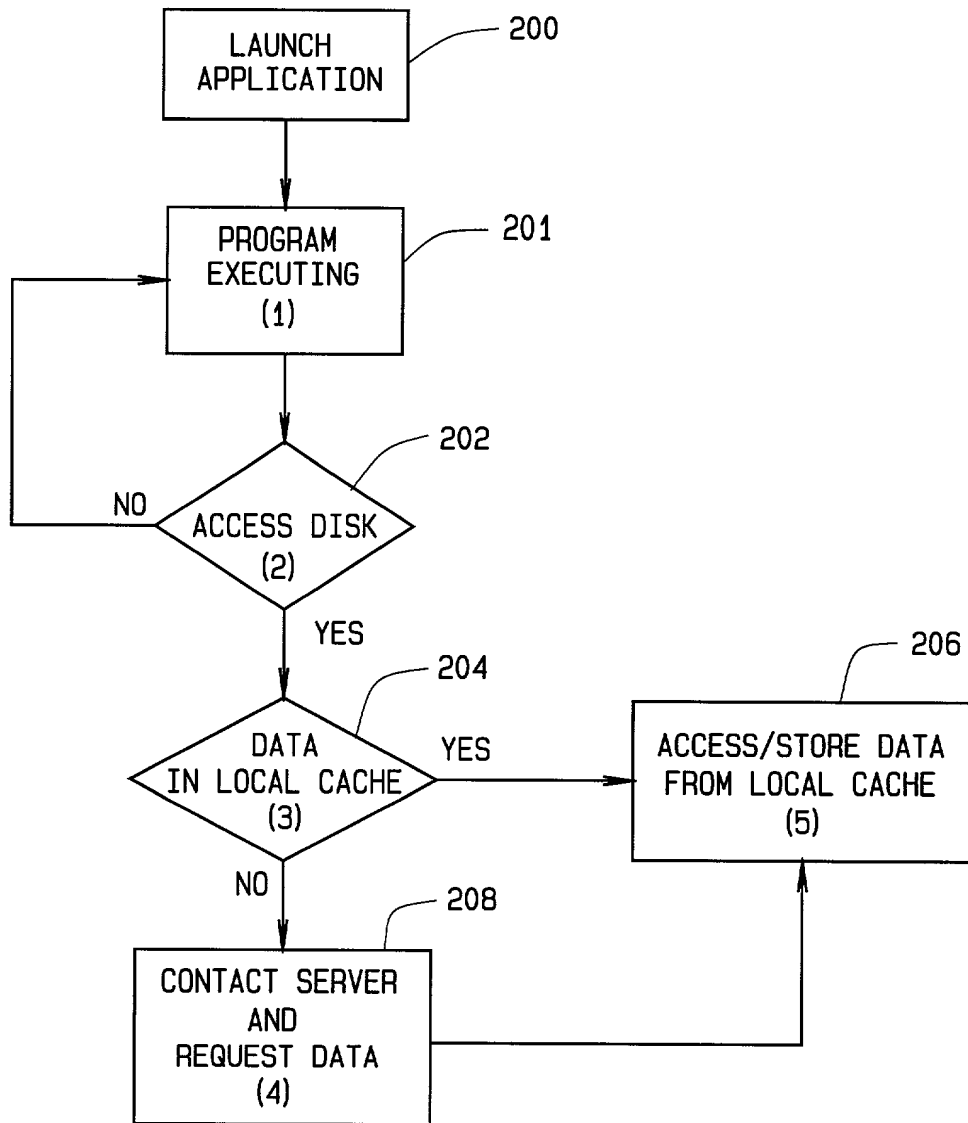 LAUNCH
APPLICATION
200
PROGRAM
EXECUTING
(1)
201
202
NO
ACCESS DISK
(2)
YES
204
206
DATA
IN LOCAL CACHE
(3)
YES
ACCESS/STORE DATA
FROM LOCAL CACHE
(5)
NO
208
CONTACT SERVER
AND
REQUEST DATA
(4)